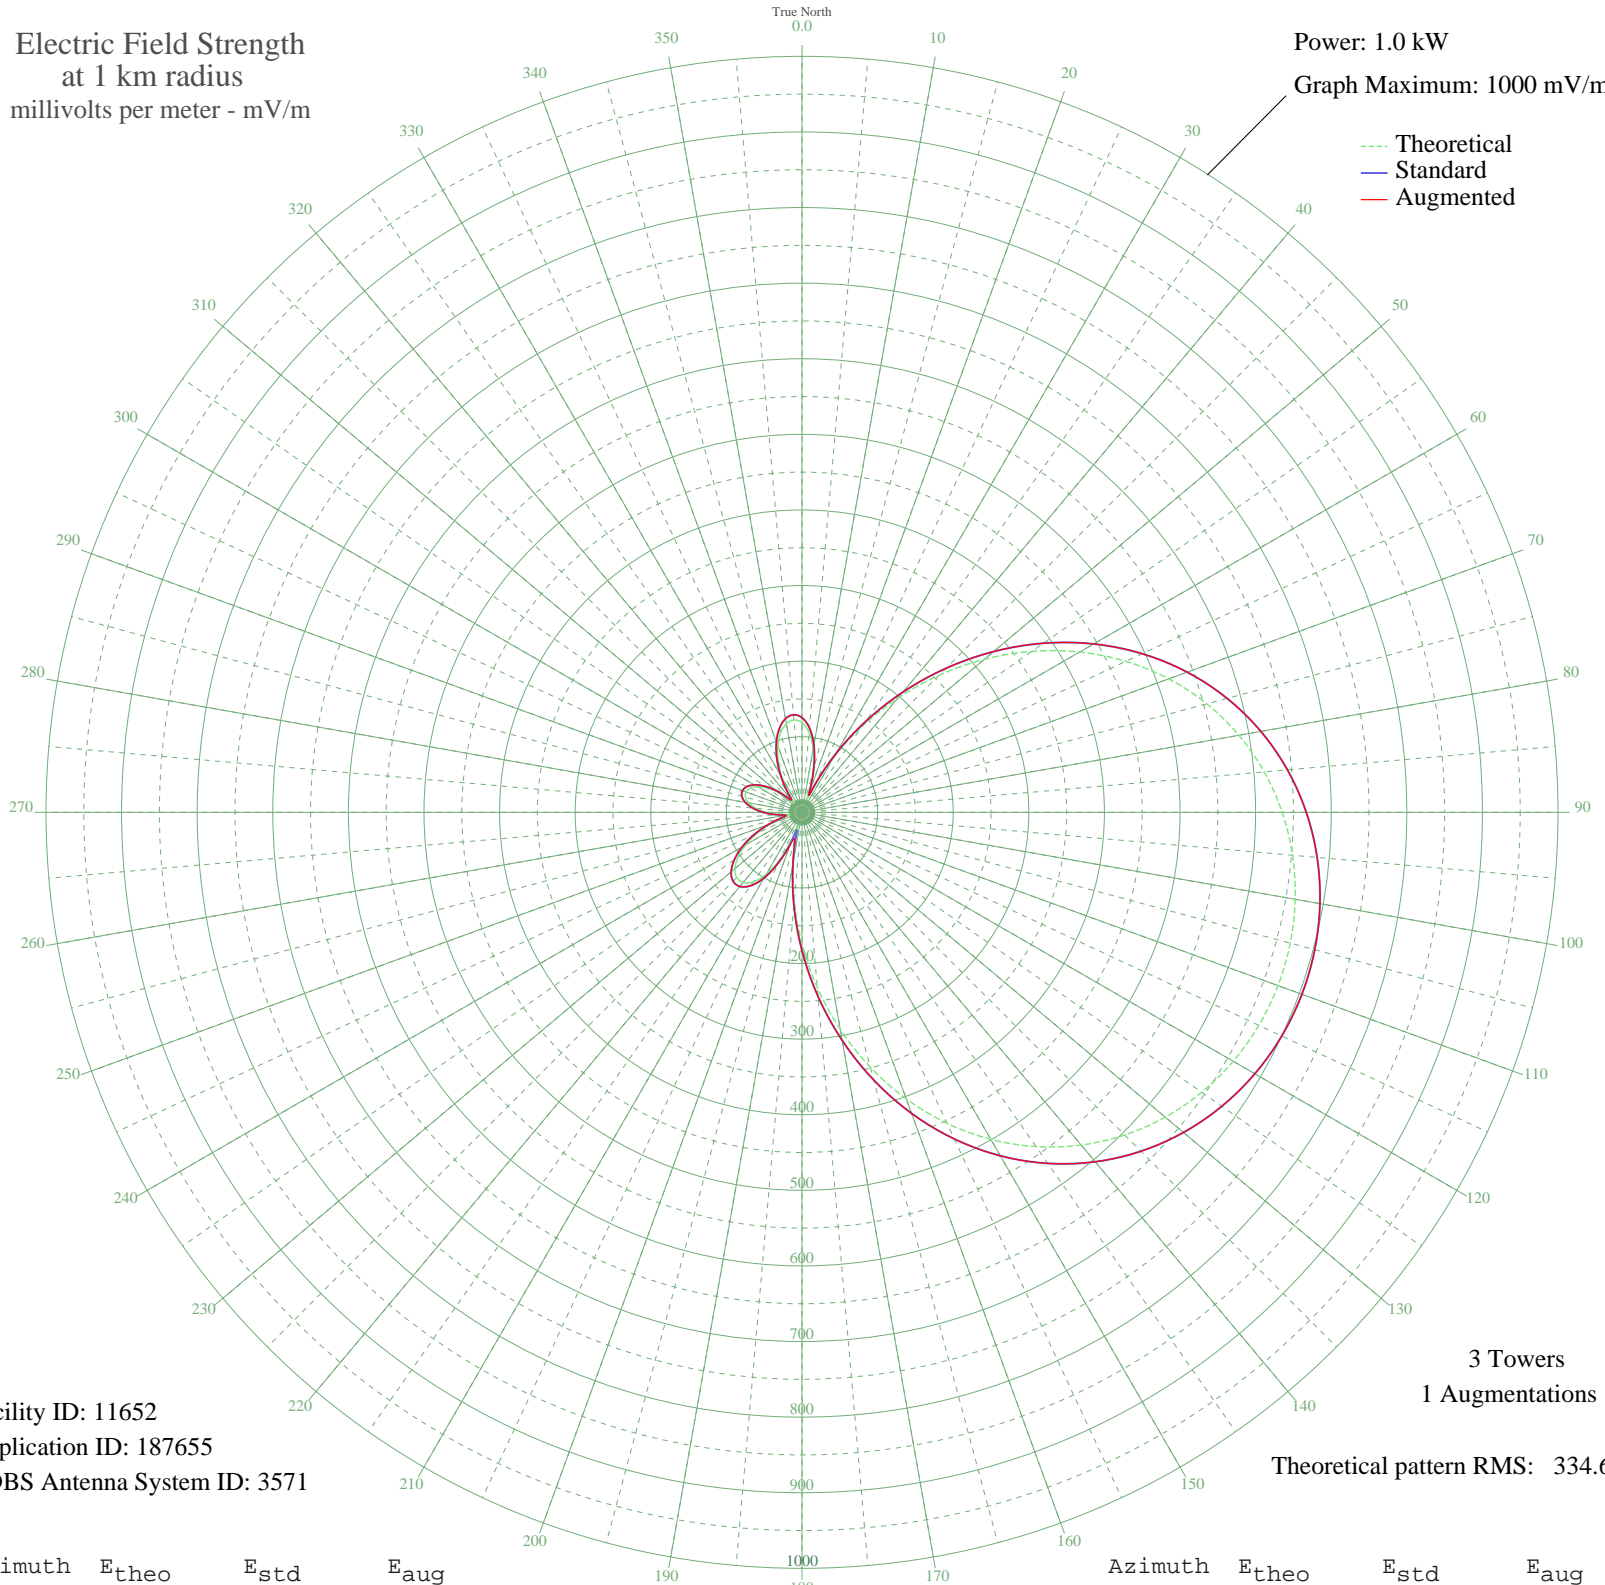 True North
0.0
Electric Field Strength
at 1 km radius
millivolts per meter - mV/m
Power: 1.0 kW
Graph Maximum: 1000 mV/m
Theoretical
Standard
Augmented
10
20
30
40
50
60
70
80
90
100
110
120
130
140
150
160
170
190
200
210
220
230
240
250
260
270
280
290
300
310
320
330
340
350
200
300
400
500
600
700
800
900
1000
3 Towers
1 Augmentations
Theoretical pattern RMS: 334.6
cility ID: 11652
plication ID: 187655
DBS Antenna System ID: 3571
imuth Etheo Estd Eaug
Azimuth Etheo Estd Eaug